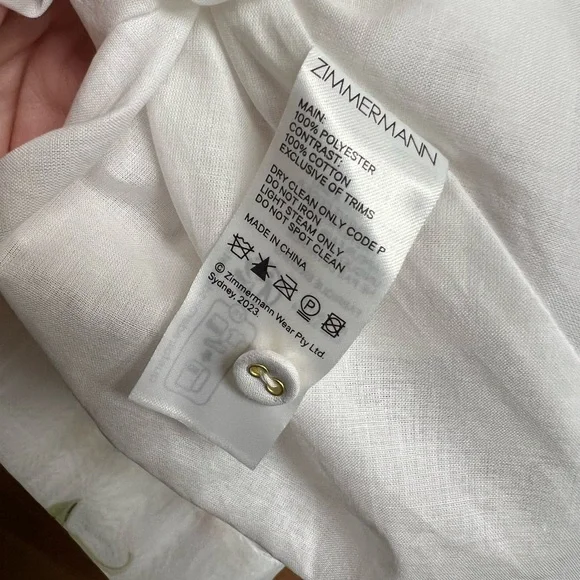 ZIMMERMANN
MAIN:
100% POLYESTER
CONTRAST:
100% COTTON
EXCLUSIVE OF TRIMS
DRY CLEAN ONLY CODE P
DO NOT IRON
LIGHT STEAM ONLY
DO NOT SPOT CLEAN
MADE IN CHINA
P
© Zimmermann Wear Pty Ltd.
Sydney, 2023.